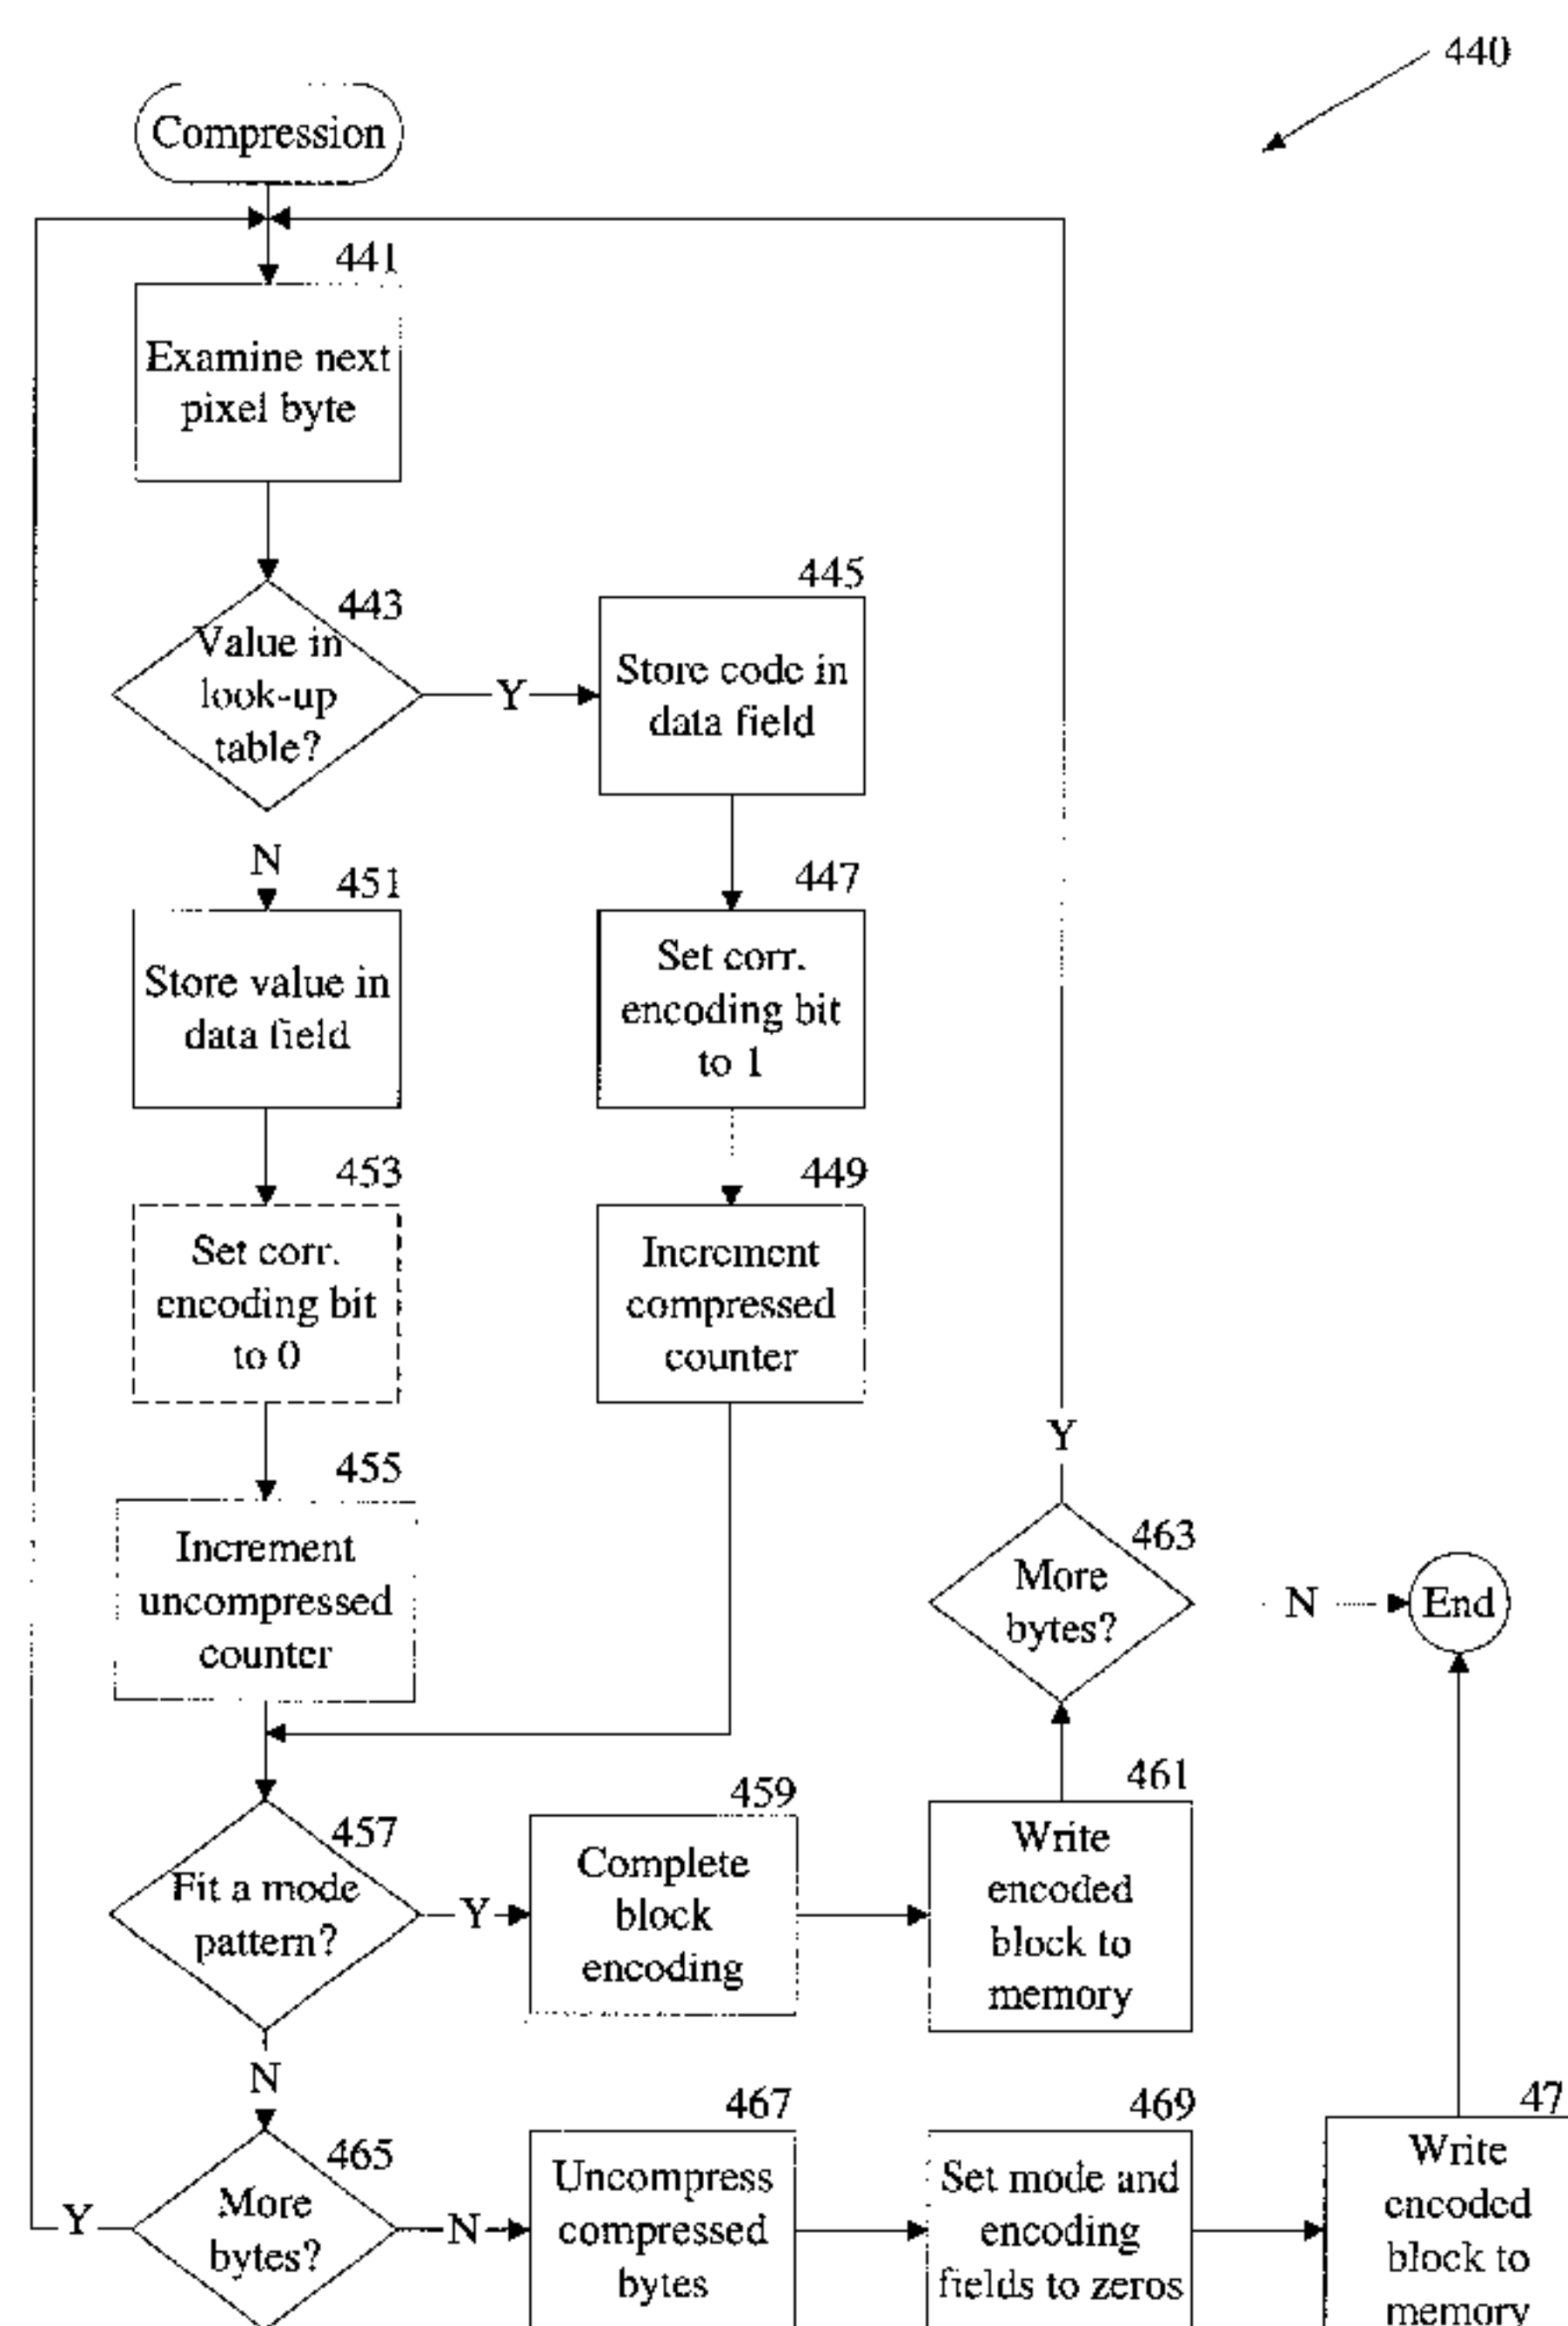 440
Compression
441
Examine next
pixel byte
443
Value in
look-up
table?
Y
445
Store code in
data field
N
451
Store value in
data field
447
Set corr.
encoding bit
to 1
453
Set corr.
encoding bit
to 0
449
Increment
compressed
counter
455
Increment
uncompressed
counter
Y
463
More
bytes?
N
End
457
Fit a mode
pattern?
Y
459
Complete
block
encoding
461
Write
encoded
block to
memory
N
465
More
bytes?
Y
N
467
Uncompress
compressed
bytes
469
Set mode and
encoding
fields to zeros
47
Write
encoded
block to
memory